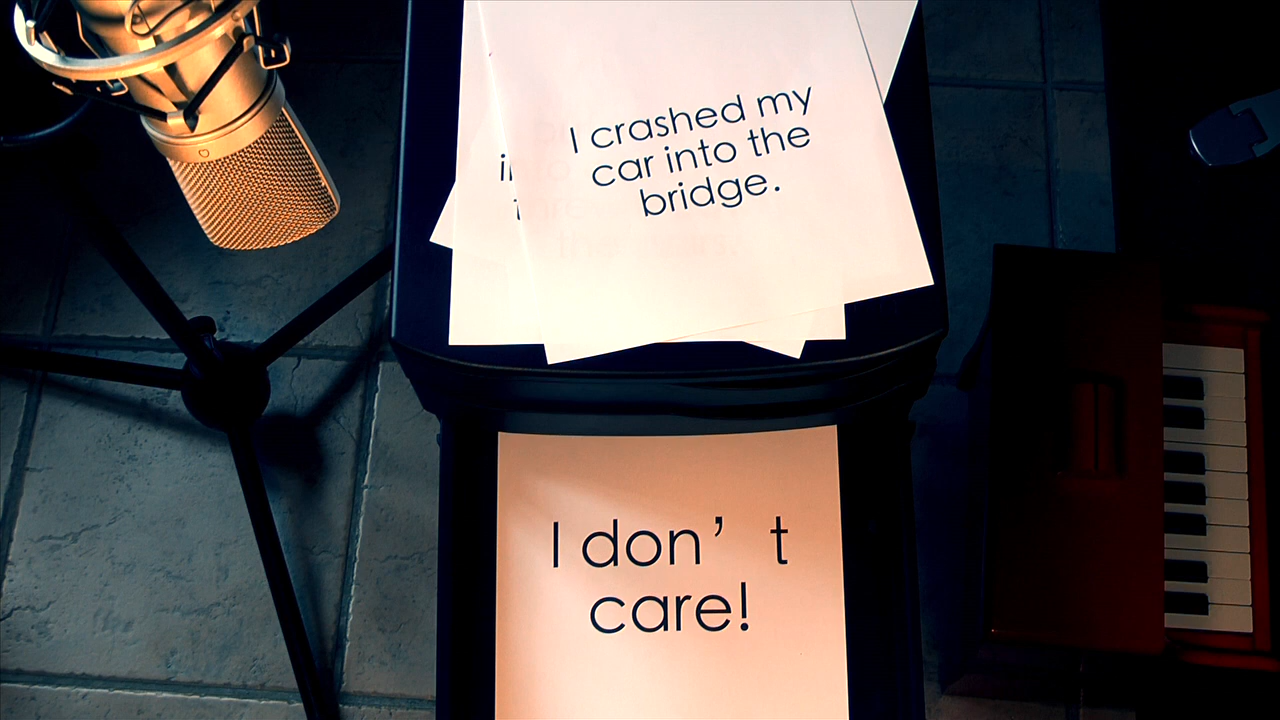 I crashed my
car into the
bridge.
I don’t
care!